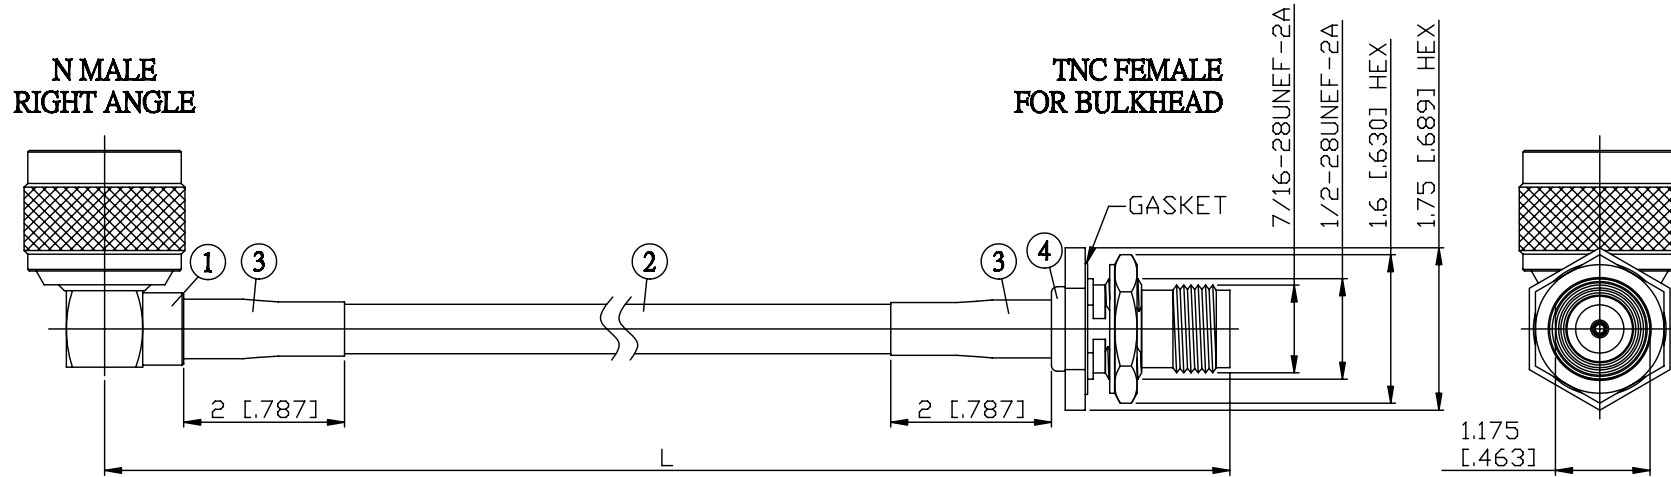 N MALE
RIGHT ANGLE
TNC FEMALE
FOR BULKHEAD
7/16-28UNEF-2A
1/2-28UNEF-2A
1.6 [.630] HEX
1.75 [.689] HEX
GASKET
1
3
2
3
4
2 [.787]
2 [.787]
L
1.175
[.463]